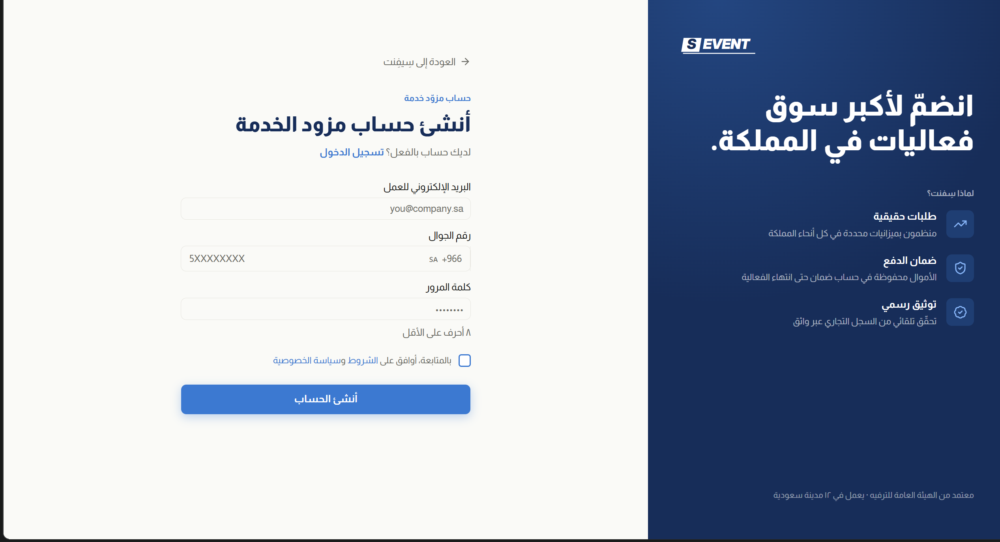 S EVENT
انضمّ لأكبر سوق
فعاليات في المملكة.
لماذا سِفنت؟
طلبات حقيقية
منظمون بميزانيات محددة في كل أنحاء المملكة
ضمان الدفع
الأموال محفوظة في حساب ضمان حتى انتهاء الفعالية
توثيق رسمي
تحقّق تلقائي من السجل التجاري عبر واثق
معتمد من الهيئة العامة للترفيه · يعمل في ١٢ مدينة سعودية
العودة إلى سِيفِنت
حساب مزوّد خدمة
أنشئ حساب مزود الخدمة
لديك حساب بالفعل؟ تسجيل الدخول
البريد الإلكتروني للعمل
you@company.sa
رقم الجوال
SA +966 5XXXXXXXX
كلمة المرور
••••••••
٨ أحرف على الأقل
بالمتابعة، أوافق على الشروط وسياسة الخصوصية
أنشئ الحساب